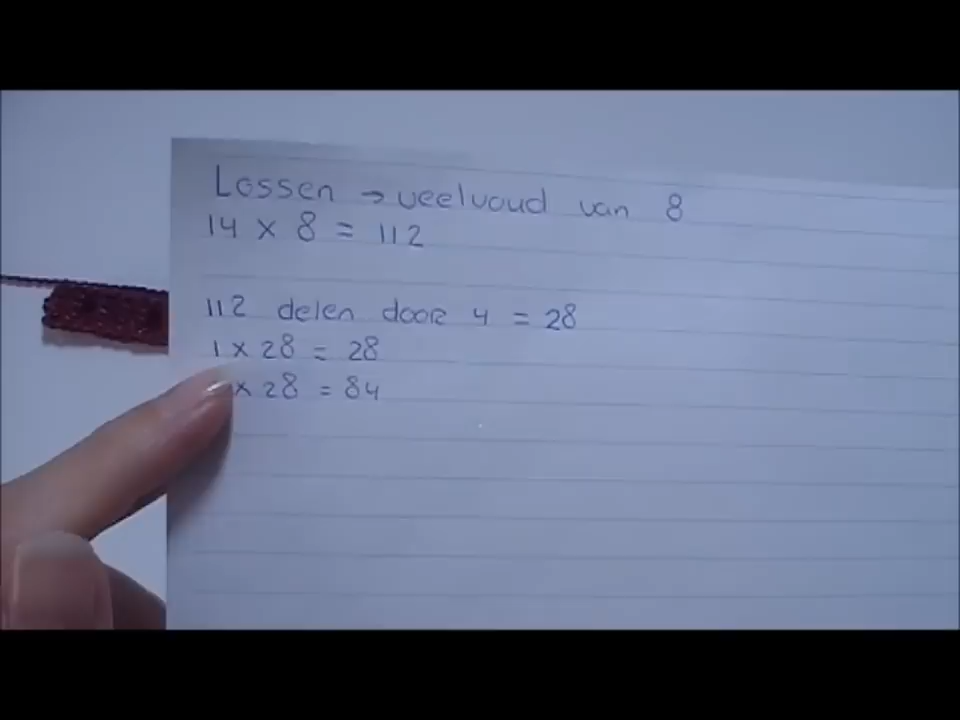 Lossen → veelvoud van 8
14 x 8 = 112
112 delen door 4 = 28
1 x 28 = 28
x 28 = 84